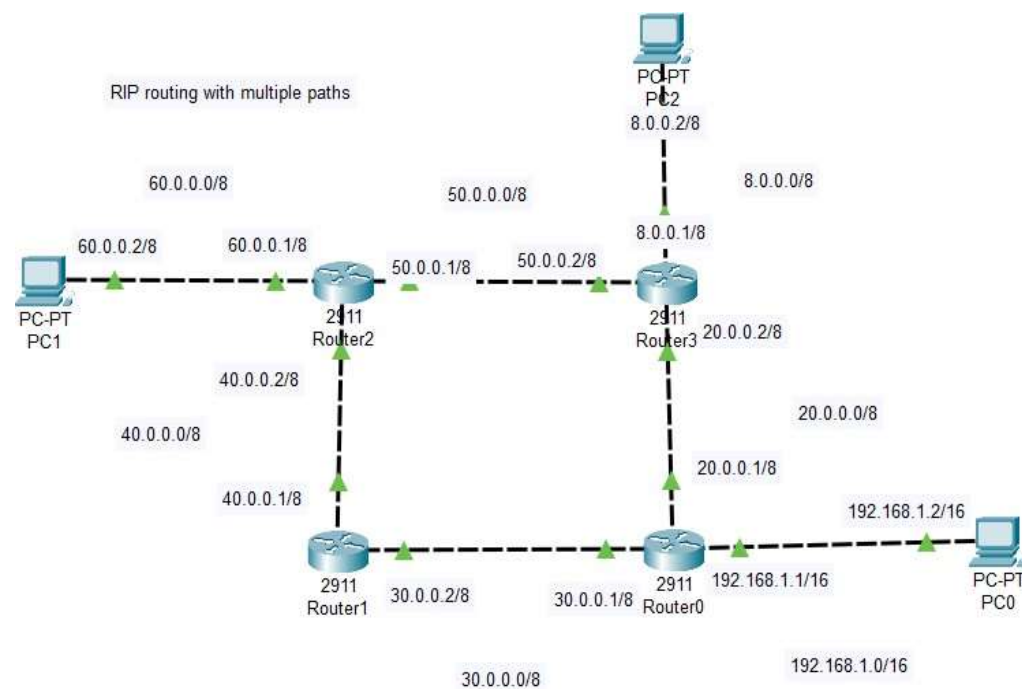 PC-PT
PC2
RIP routing with multiple paths
8.0.0.2/8
60.0.0.0/8
50.0.0.0/8
8.0.0.0/8
60.0.0.2/8
60.0.0.1/8
50.0.0.1/8
50.0.0.2/8
8.0.0.1/8
PC-PT
PC1
2911
Router2
2911
Router3
20.0.0.2/8
40.0.0.2/8
40.0.0.0/8
20.0.0.0/8
40.0.0.1/8
20.0.0.1/8
192.168.1.2/16
2911
Router1
30.0.0.2/8
30.0.0.1/8
2911
Router0
192.168.1.1/16
PC-PT
PC0
30.0.0.0/8
192.168.1.0/16